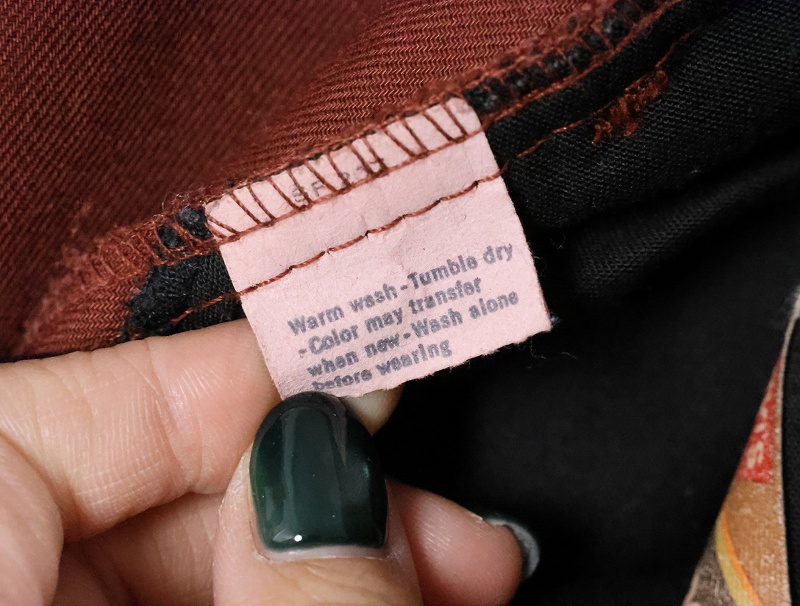 Warm wash-Tumble dry
-Color may transfer
when new-Wash alone
before wearing